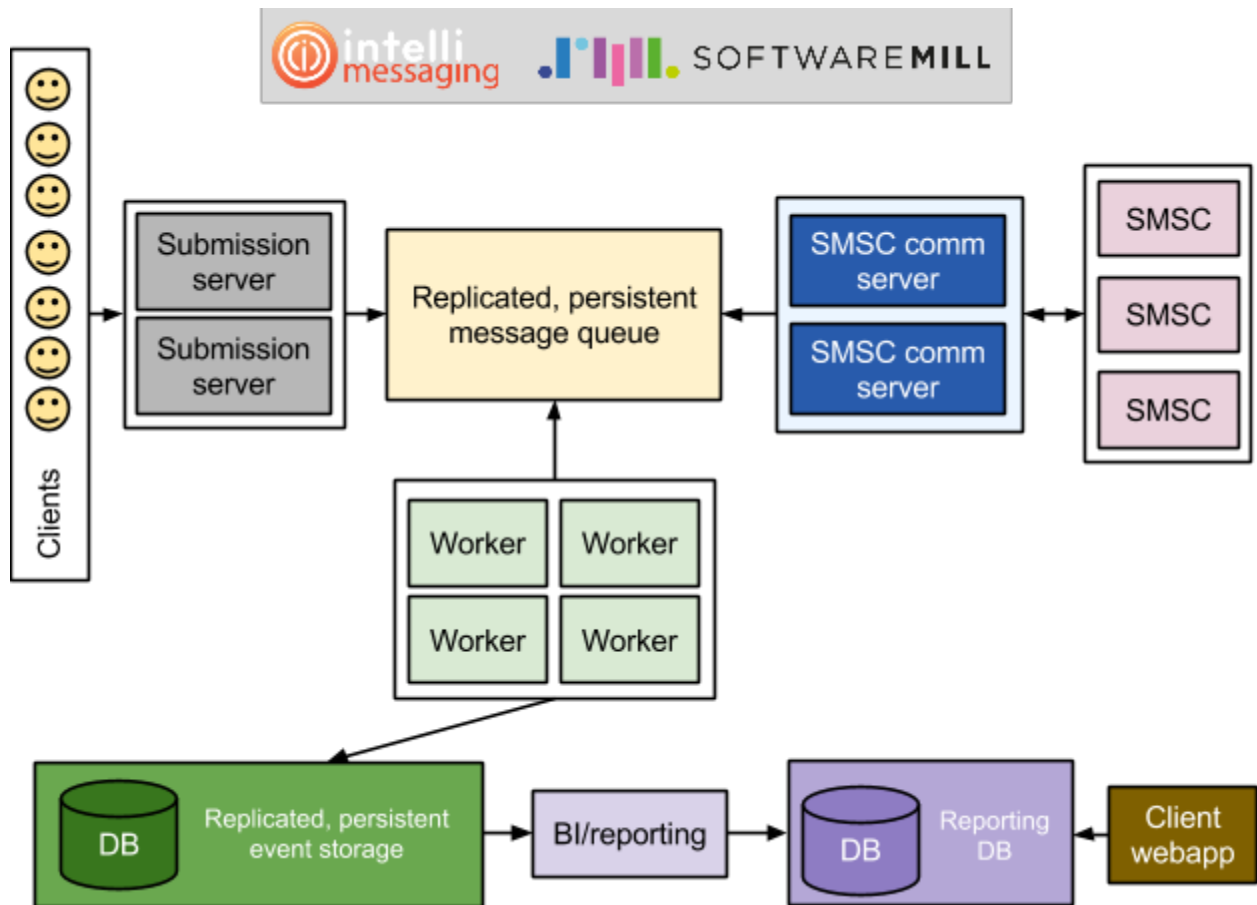 intelli
messaging
SOFTWAREMILL
Clients
Submission
server
Submission
server
Replicated, persistent
message queue
SMSC comm
server
SMSC comm
server
SMSC
SMSC
SMSC
Worker
Worker
Worker
Worker
DB
Replicated, persistent
event storage
BI/reporting
DB
Reporting
DB
Client
webapp